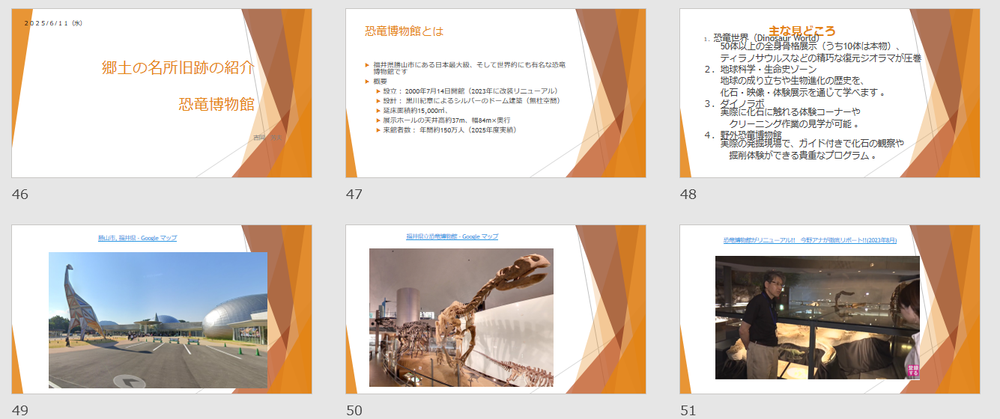 2025/6/11（水）
郷土の名所旧跡の紹介
恐竜博物館
46
恐竜博物館とは
福井県勝山市にある日本最大級、そして世界的にも有名な恐竜
博物館です
概要
設立： 2000年7月14日開館（2023年に改装リニューアル）
設計： 黒川紀章によるシルバーのドーム建築（無柱空間）
延床面積約15,000㎡、
展示ホールの天井高約37m、幅84m×奥行
来館者数： 年間約150万人（2025年度実績）
47
主な見どころ
1. 恐竜世界（Dinosaur World）
50体以上の全身骨格展示（うち10体は本物）、
ティラノサウルスなどの精巧な復元ジオラマが圧巻
2．地球科学・生命史ゾーン
地球の成り立ちや生物進化の歴史を、
化石・映像・体験展示を通じて学べます 。
3．ダイノラボ
実際に化石に触れる体験コーナーや
クリーニング作業の見学が可能 。
4．野外恐竜博物館
実際の発掘現場で、ガイド付きで化石の観察や
掘削体験ができる貴重なプログラム 。
48
勝山市, 福井県 - Google マップ
49
福井県立恐竜博物館 - Google マップ
50
恐竜博物館がリニューアル!!　今野アナが徹底リポート!!(2023年8月)
登録
する
51